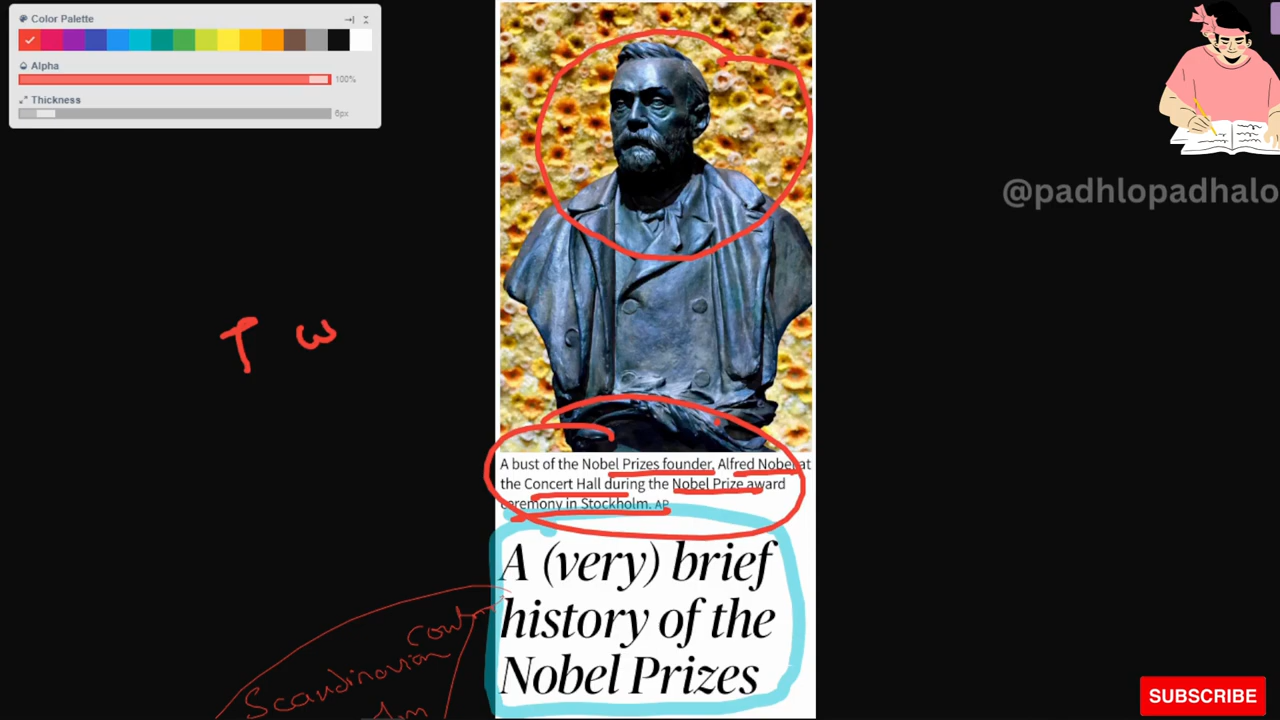 Color Palette
Alpha
100%
Thickness
6px
@padhlopadhalo
T W
A bust of the Nobel Prizes founder, Alfred Nobel at
the Concert Hall during the Nobel Prize award
ceremony in Stockholm. AP
A (very) brief
history of the
Nobel Prizes
Scandinavian
SUBSCRIBE